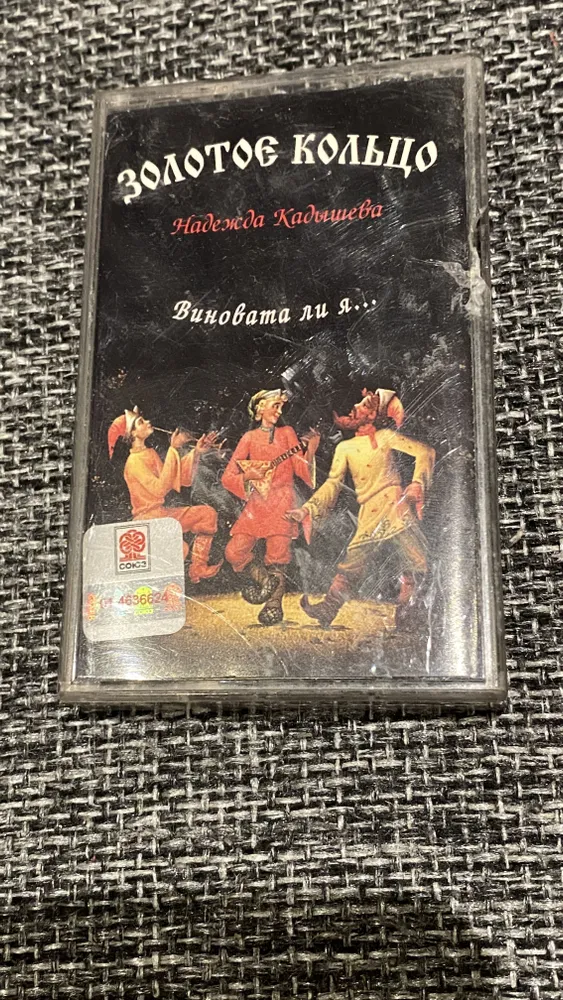 ЗОЛОТОЕ КОЛЬЦО
Надежда Кадышева
Виновата ли я...
СОЮЗ
4636624